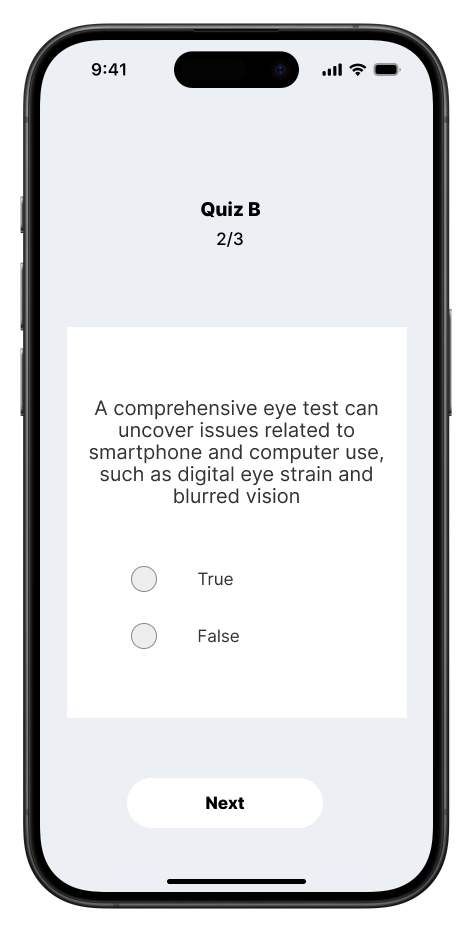 9:41
Quiz B
2/3
A comprehensive eye test can
uncover issues related to
smartphone and computer use,
such as digital eye strain and
blurred vision
True
False
Next